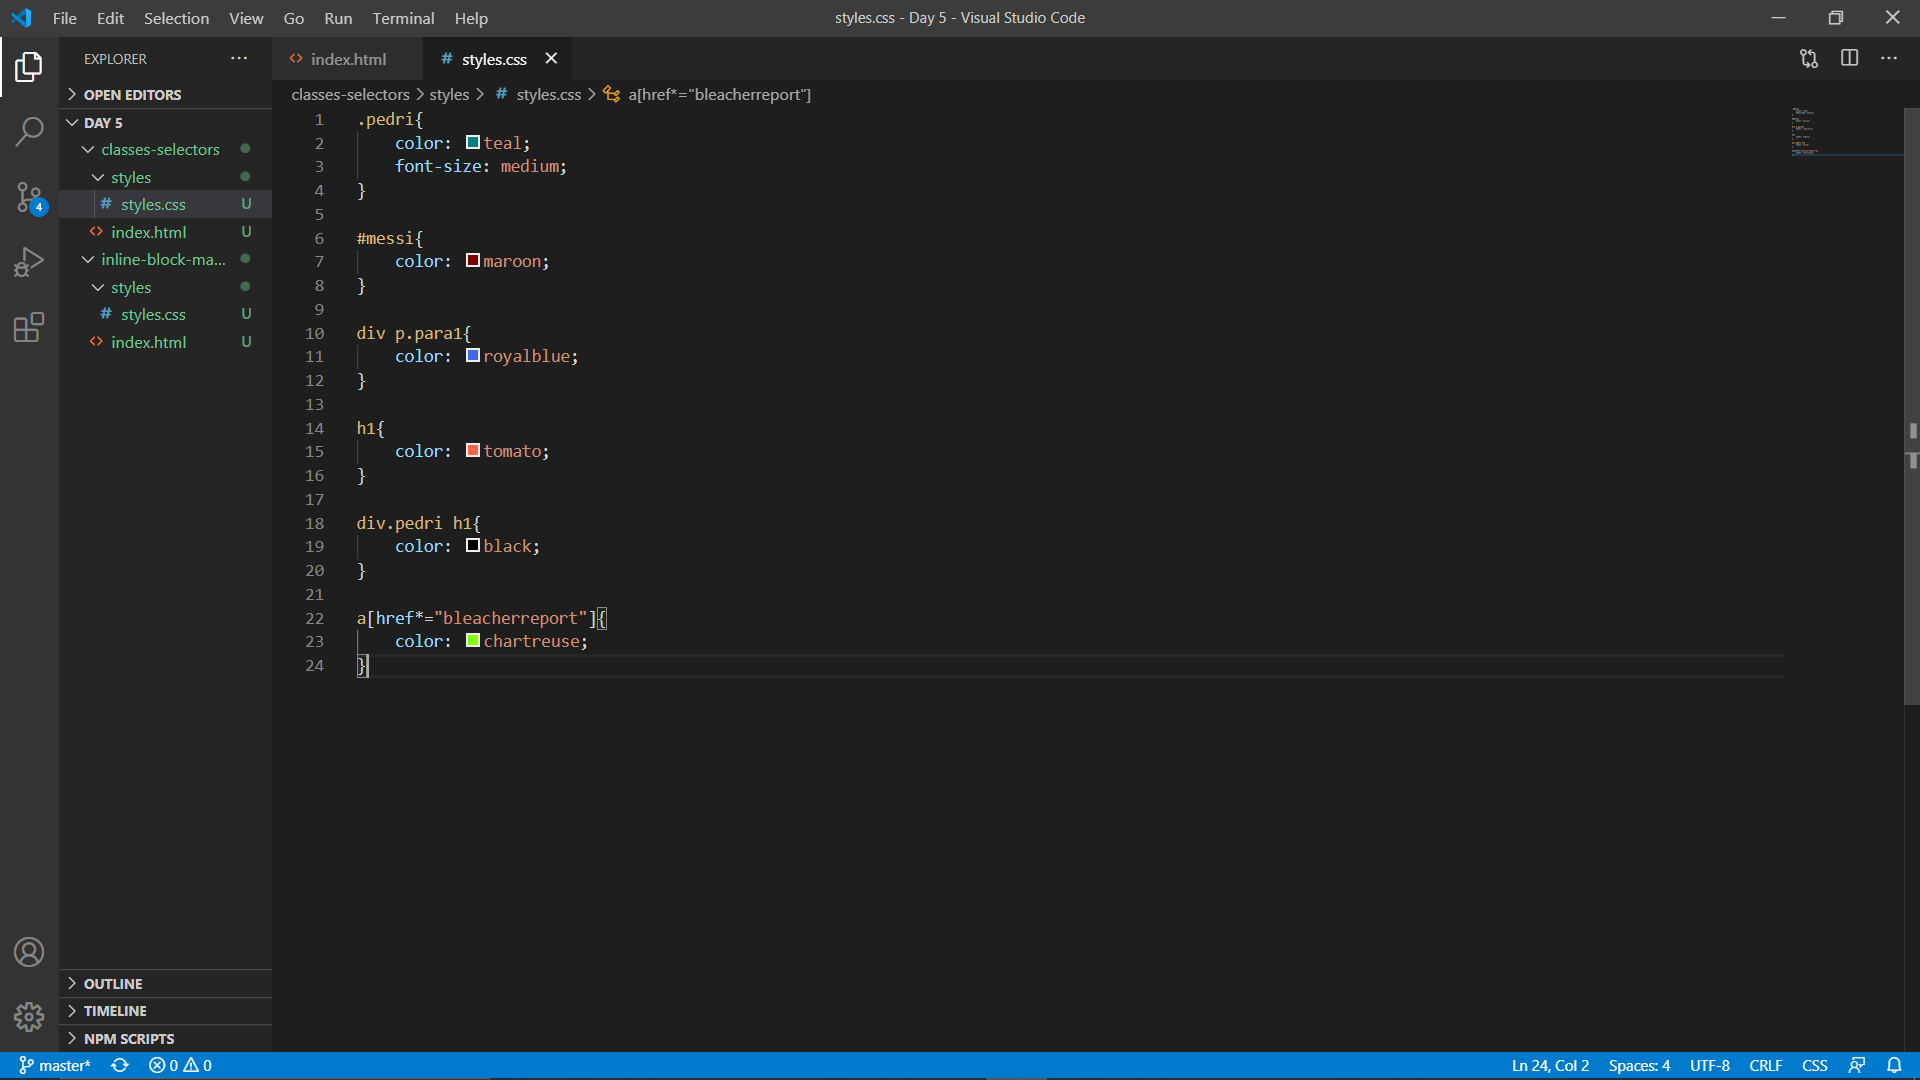 File Edit Selection View Go Run Terminal Help
styles.css - Day 5 - Visual Studio Code
EXPLORER
OPEN EDITORS
DAY 5
classes-selectors
styles
# styles.css U
<> index.html U
inline-block-ma...
styles
# styles.css U
<> index.html U
4
OUTLINE
TIMELINE
NPM SCRIPTS
<> index.html
# styles.css
classes-selectors > styles > # styles.css > a[href*="bleacherreport"]
1 .pedri{
2     color: teal;
3     font-size: medium;
4 }
5
6 #messi{
7     color: maroon;
8 }
9
10 div p.para1{
11     color: royalblue;
12 }
13
14 h1{
15     color: tomato;
16 }
17
18 div.pedri h1{
19     color: black;
20 }
21
22 a[href*="bleacherreport"]{
23     color: chartreuse;
24 }
master* 0 0
Ln 24, Col 2 Spaces: 4 UTF-8 CRLF CSS